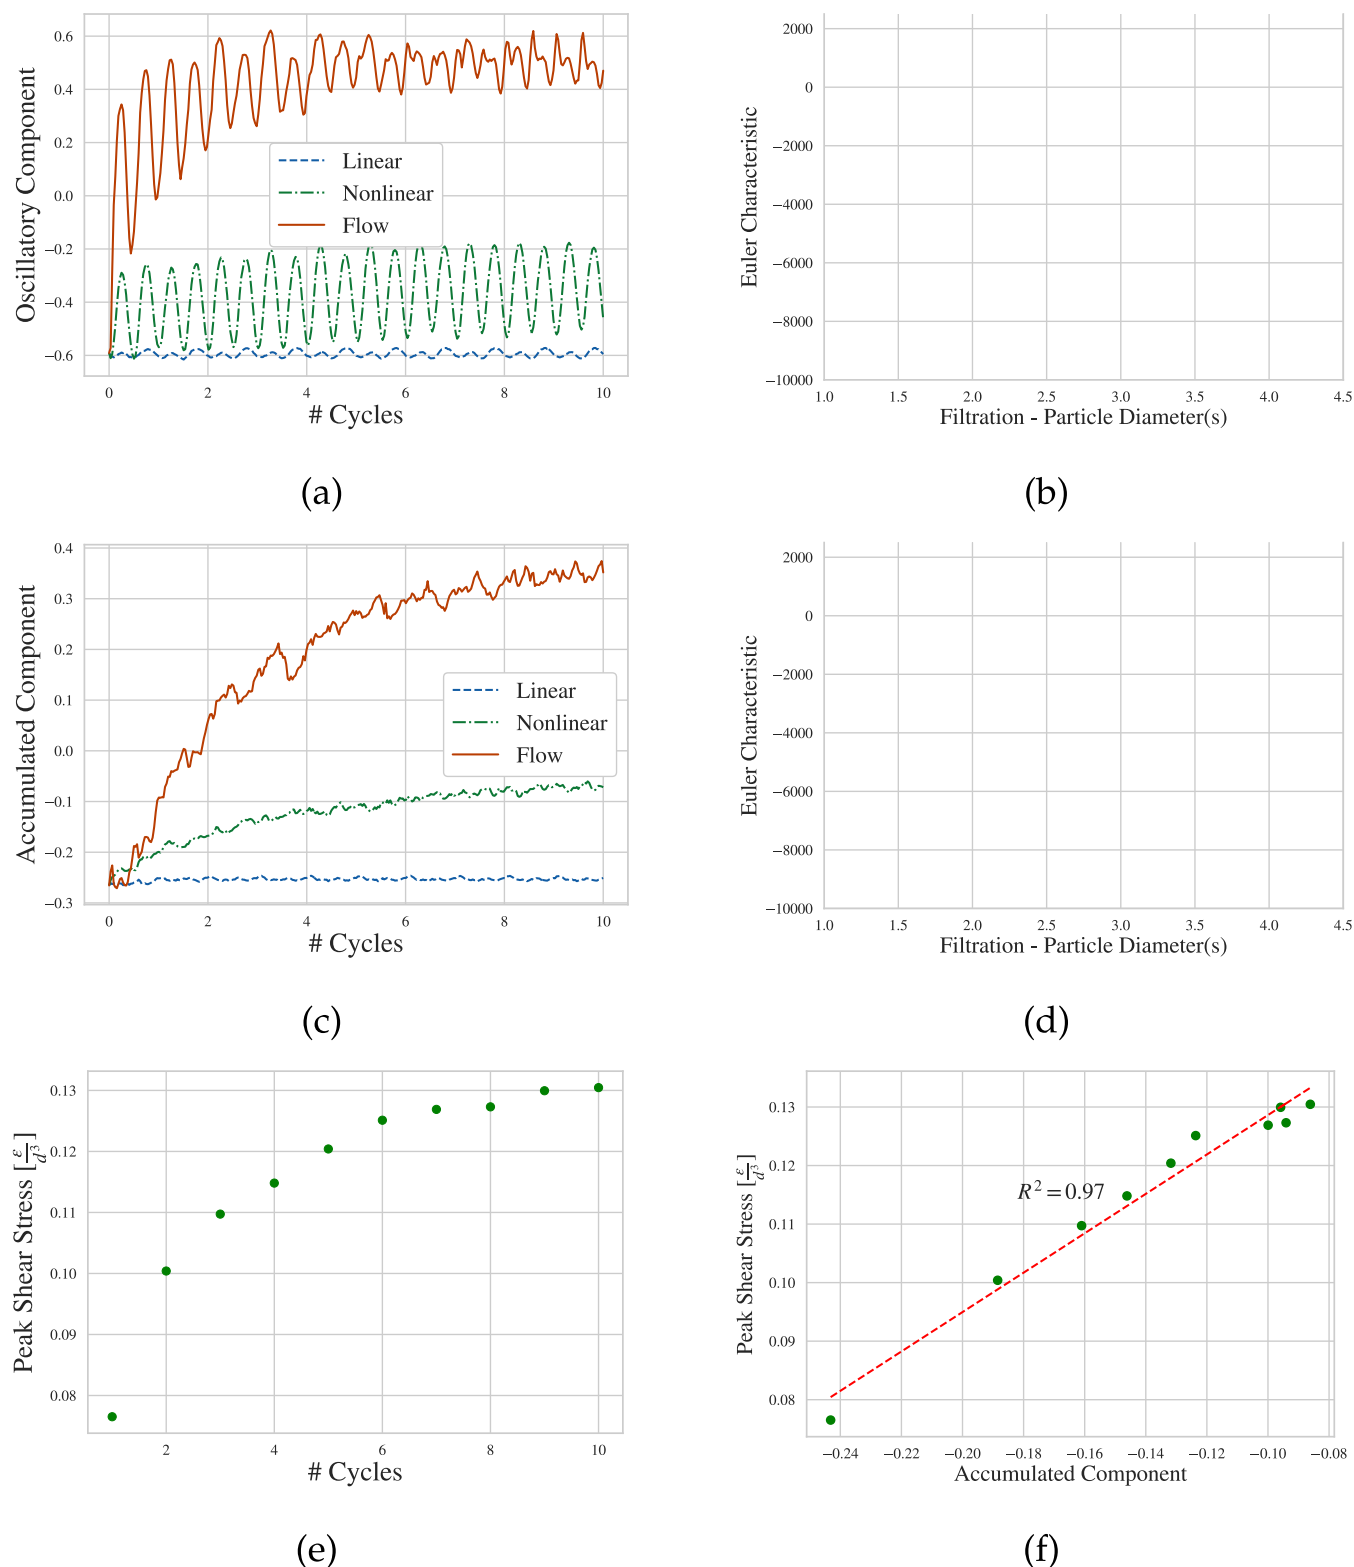 0.6
0.4
0.2
0.0
−0.2
−0.4
−0.6
Oscillatory Component
Linear
Nonlinear
Flow
0 2 4 6 8 10
# Cycles
(a)
2000
0
−2000
−4000
−6000
−8000
−10000
Euler Characteristic
1.0 1.5 2.0 2.5 3.0 3.5 4.0 4.5
Filtration - Particle Diameter(s)
(b)
0.4
0.3
0.2
0.1
0.0
−0.1
−0.2
−0.3
Accumulated Component
Linear
Nonlinear
Flow
0 2 4 6 8 10
# Cycles
(c)
2000
0
−2000
−4000
−6000
−8000
−10000
Euler Characteristic
1.0 1.5 2.0 2.5 3.0 3.5 4.0 4.5
Filtration - Particle Diameter(s)
(d)
0.13
0.12
0.11
0.10
0.09
0.08
Peak Shear Stress [ε/d³]
2 4 6 8 10
# Cycles
(e)
0.13
0.12
0.11
0.10
0.09
0.08
Peak Shear Stress [ε/d³]
R² = 0.97
−0.24 −0.22 −0.20 −0.18 −0.16 −0.14 −0.12 −0.10 −0.08
Accumulated Component
(f)